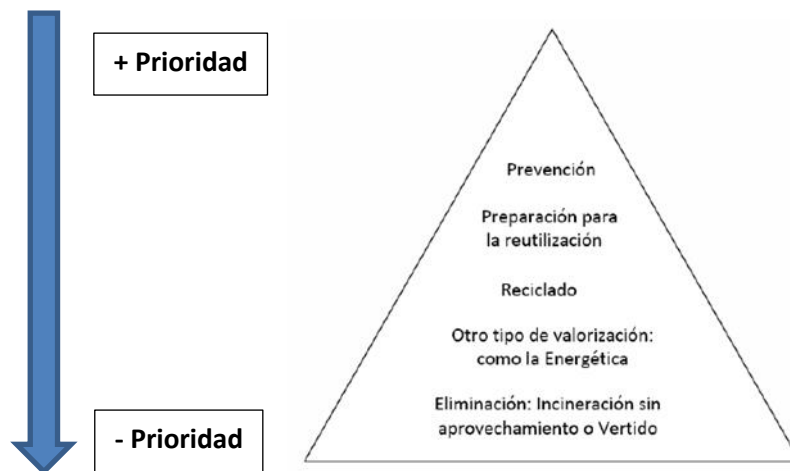 + Prioridad
Prevención
Preparación para
la reutilización
Reciclado
Otro tipo de valorización:
como la Energética
Eliminación: Incineración sin
aprovechamiento o Vertido
- Prioridad